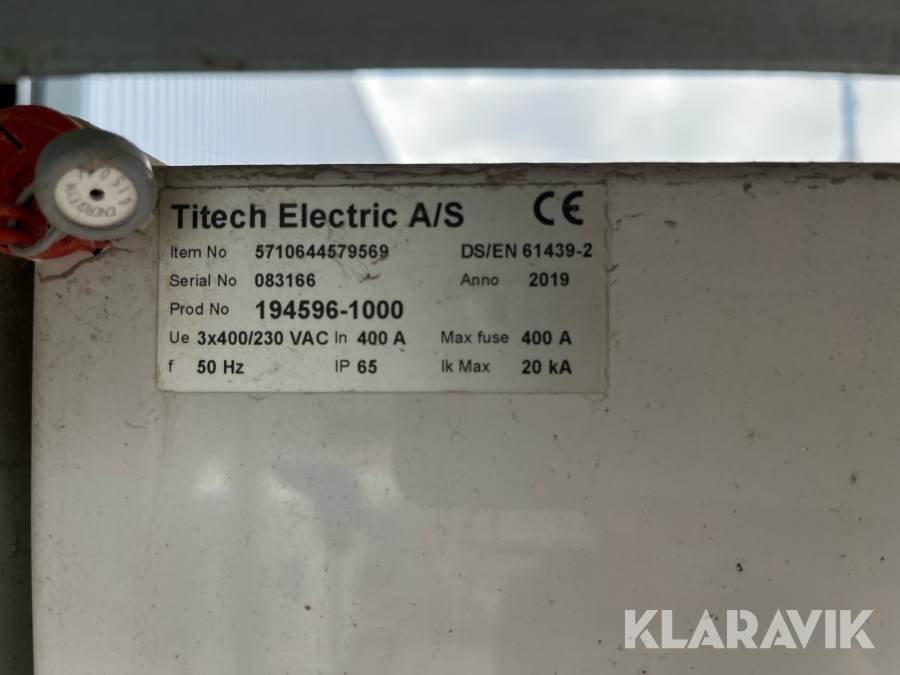 Titech Electric A/S CE
Item No 5710644579569 DS/EN 61439-2
Serial No 083166 Anno 2019
Prod No 194596-1000
Ue 3x400/230 VAC In 400 A Max fuse 400 A
f 50 Hz IP 65 Ik Max 20 kA
KLARAVIK